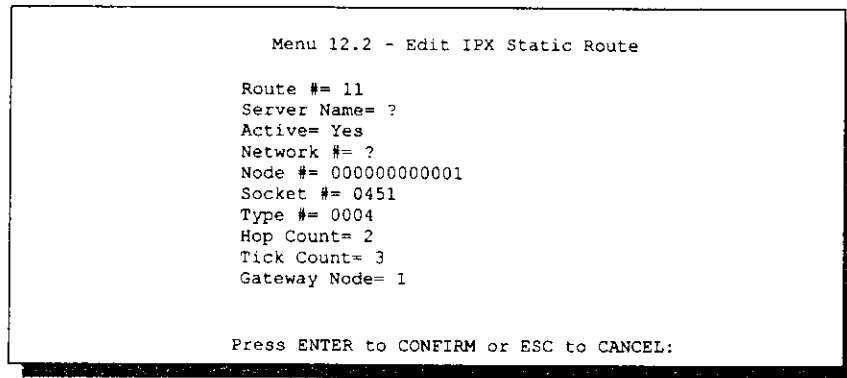 Menu 12.2 - Edit IPX Static Route
Route #= 11
Server Name= ?
Active= Yes
Network #= ?
Node #= 000000000001
Socket #= 0451
Type #= 0004
Hop Count= 2
Tick Count= 3
Gateway Node= 1
Press ENTER to CONFIRM or ESC to CANCEL: